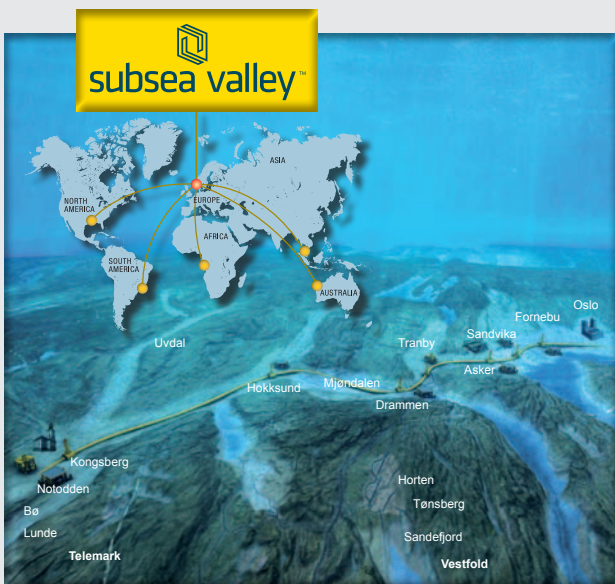 subsea valley™
ASIA
NORTH
AMERICA
EUROPE
AFRICA
SOUTH
AMERICA
AUSTRALIA
Oslo
Fornebu
Sandvika
Uvdal
Tranby
Asker
Hokksund
Mjøndalen
Drammen
Kongsberg
Notodden
Horten
Bø
Tønsberg
Lunde
Sandefjord
Telemark
Vestfold